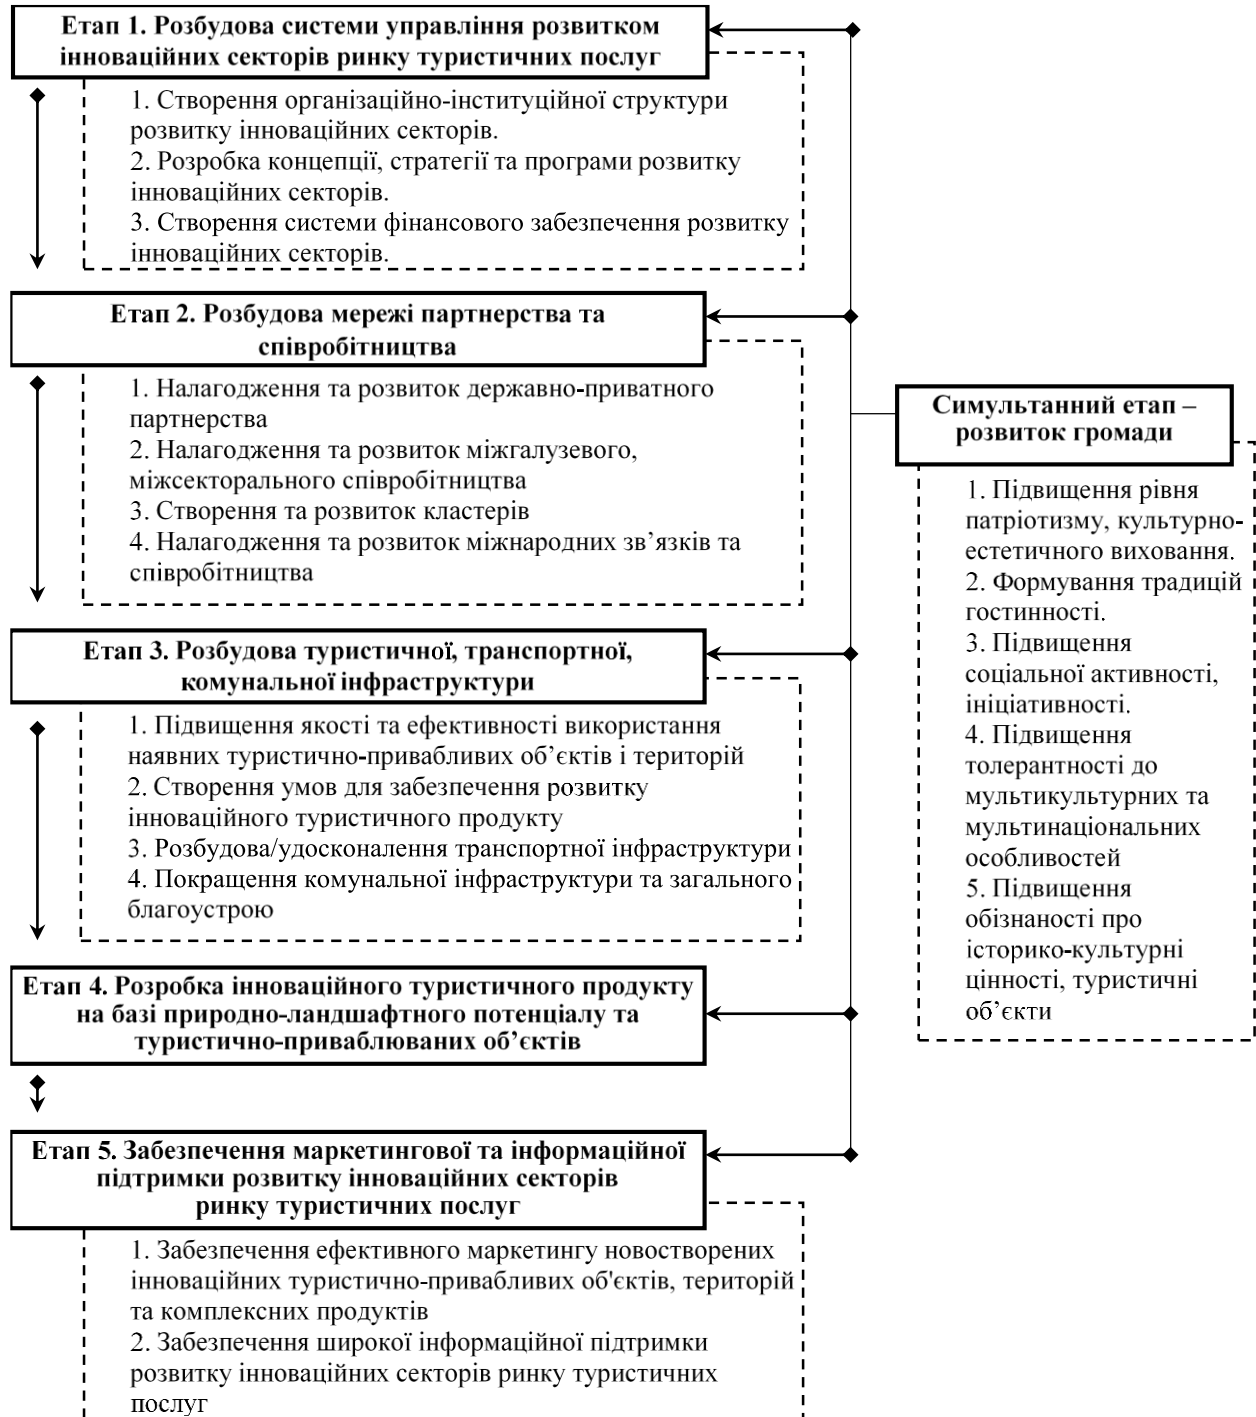 Етап 1. Розбудова системи управління розвитком
інноваційних секторів ринку туристичних послуг
1. Створення організаційно-інституційної структури
розвитку інноваційних секторів.
2. Розробка концепції, стратегії та програми розвитку
інноваційних секторів.
3. Створення системи фінансового забезпечення розвитку
інноваційних секторів.
Етап 2. Розбудова мережі партнерства та
співробітництва
1. Налагодження та розвиток державно-приватного
партнерства
2. Налагодження та розвиток міжгалузевого,
міжсекторального співробітництва
3. Створення та розвиток кластерів
4. Налагодження та розвиток міжнародних зв’язків та
співробітництва
Етап 3. Розбудова туристичної, транспортної,
комунальної інфраструктури
1. Підвищення якості та ефективності використання
наявних туристично-привабливих об’єктів і територій
2. Створення умов для забезпечення розвитку
інноваційного туристичного продукту
3. Розбудова/удосконалення транспортної інфраструктури
4. Покращення комунальної інфраструктури та загального
благоустрою
Етап 4. Розробка інноваційного туристичного продукту
на базі природно-ландшафтного потенціалу та
туристично-приваблюваних об’єктів
Етап 5. Забезпечення маркетингової та інформаційної
підтримки розвитку інноваційних секторів
ринку туристичних послуг
1. Забезпечення ефективного маркетингу новостворених
інноваційних туристично-привабливих об'єктів, територій
та комплексних продуктів
2. Забезпечення широкої інформаційної підтримки
розвитку інноваційних секторів ринку туристичних
послуг
Симультанний етап –
розвиток громади
1. Підвищення рівня
патріотизму, культурно-
естетичного виховання.
2. Формування традицій
гостинності.
3. Підвищення
соціальної активності,
ініціативності.
4. Підвищення
толерантності до
мультикультурних та
мультинаціональних
особливостей
5. Підвищення
обізнаності про
історико-культурні
цінності, туристичні
об’єкти